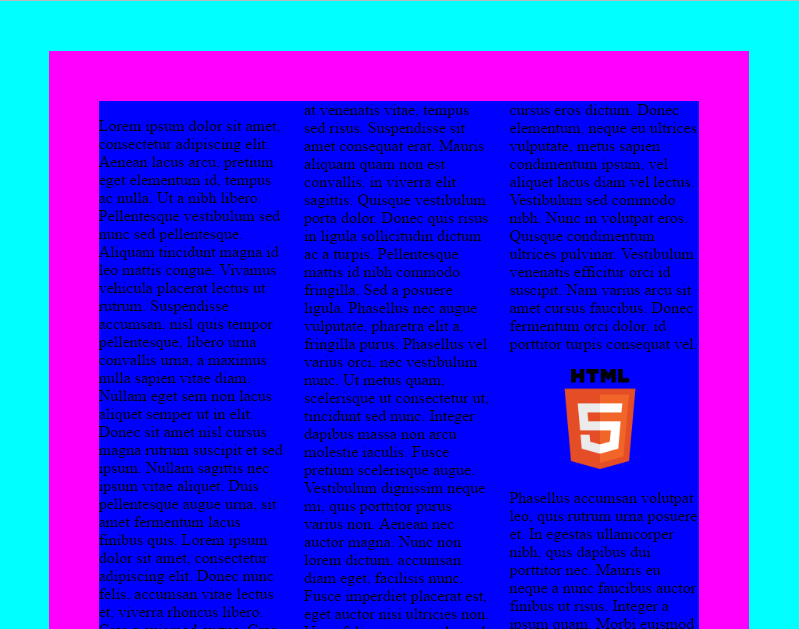 Lorem ipsum dolor sit amet,
consectetur adipiscing elit.
Aenean lacus arcu, pretium
eget elementum id, tempus
ac nulla. Ut a nibh libero.
Pellentesque vestibulum sed
nunc sed pellentesque.
Aliquam tincidunt magna id
leo mattis congue. Vivamus
vehicula placerat lectus ut
rutrum. Suspendisse
accumsan, nisl quis tempor
pellentesque, libero urna
convallis urna, a maximus
nulla sapien vitae diam.
Nullam eget sem non lacus
aliquet semper ut in elit.
Donec sit amet nisl cursus
magna rutrum suscipit et sed
ipsum. Nullam sagittis nec
ipsum vitae aliquet. Duis
pellentesque augue urna, sit
amet fermentum lacus
finibus quis. Lorem ipsum
dolor sit amet, consectetur
adipiscing elit. Donec nunc
felis, accumsan vitae lectus
et, viverra rhoncus libero.
at venenatis vitae, tempus
sed risus. Suspendisse sit
amet consequat erat. Mauris
aliquam quam non est
convallis, in viverra elit
sagittis. Quisque vestibulum
porta dolor. Donec quis risus
in ligula sollicitudin dictum
ac a turpis. Pellentesque
mattis id nibh commodo
fringilla. Sed a posuere
ligula. Phasellus nec augue
vulputate, pharetra elit a,
fringilla purus. Phasellus vel
varius orci, nec vestibulum
nunc. Ut metus quam,
scelerisque ut consectetur ut,
tincidunt sed nunc. Integer
dapibus massa non arcu
molestie iaculis. Fusce
pretium scelerisque augue.
Vestibulum dignissim neque
mi, quis porttitor purus
varius non. Aenean nec
auctor magna. Nunc non
lorem dictum, accumsan
diam eget, facilisis nunc.
Fusce imperdiet placerat est,
eget auctor nisi ultricies non.
cursus eros dictum. Donec
elementum, neque eu ultrices
vulputate, metus sapien
condimentum ipsum, vel
aliquet lacus diam vel lectus.
Vestibulum sed commodo
nibh. Nunc in volutpat eros.
Quisque condimentum
ultrices pulvinar. Vestibulum
venenatis efficitur orci id
suscipit. Nam varius arcu sit
amet cursus faucibus. Donec
fermentum orci dolor, id
porttitor turpis consequat vel.
HTML
5
Phasellus accumsan volutpat
leo, quis rutrum urna posuere
et. In egestas ullamcorper
nibh, quis dapibus dui
porttitor nec. Mauris eu
neque a nunc faucibus auctor
finibus ut risus. Integer a
ipsum quam. Morbi euismod